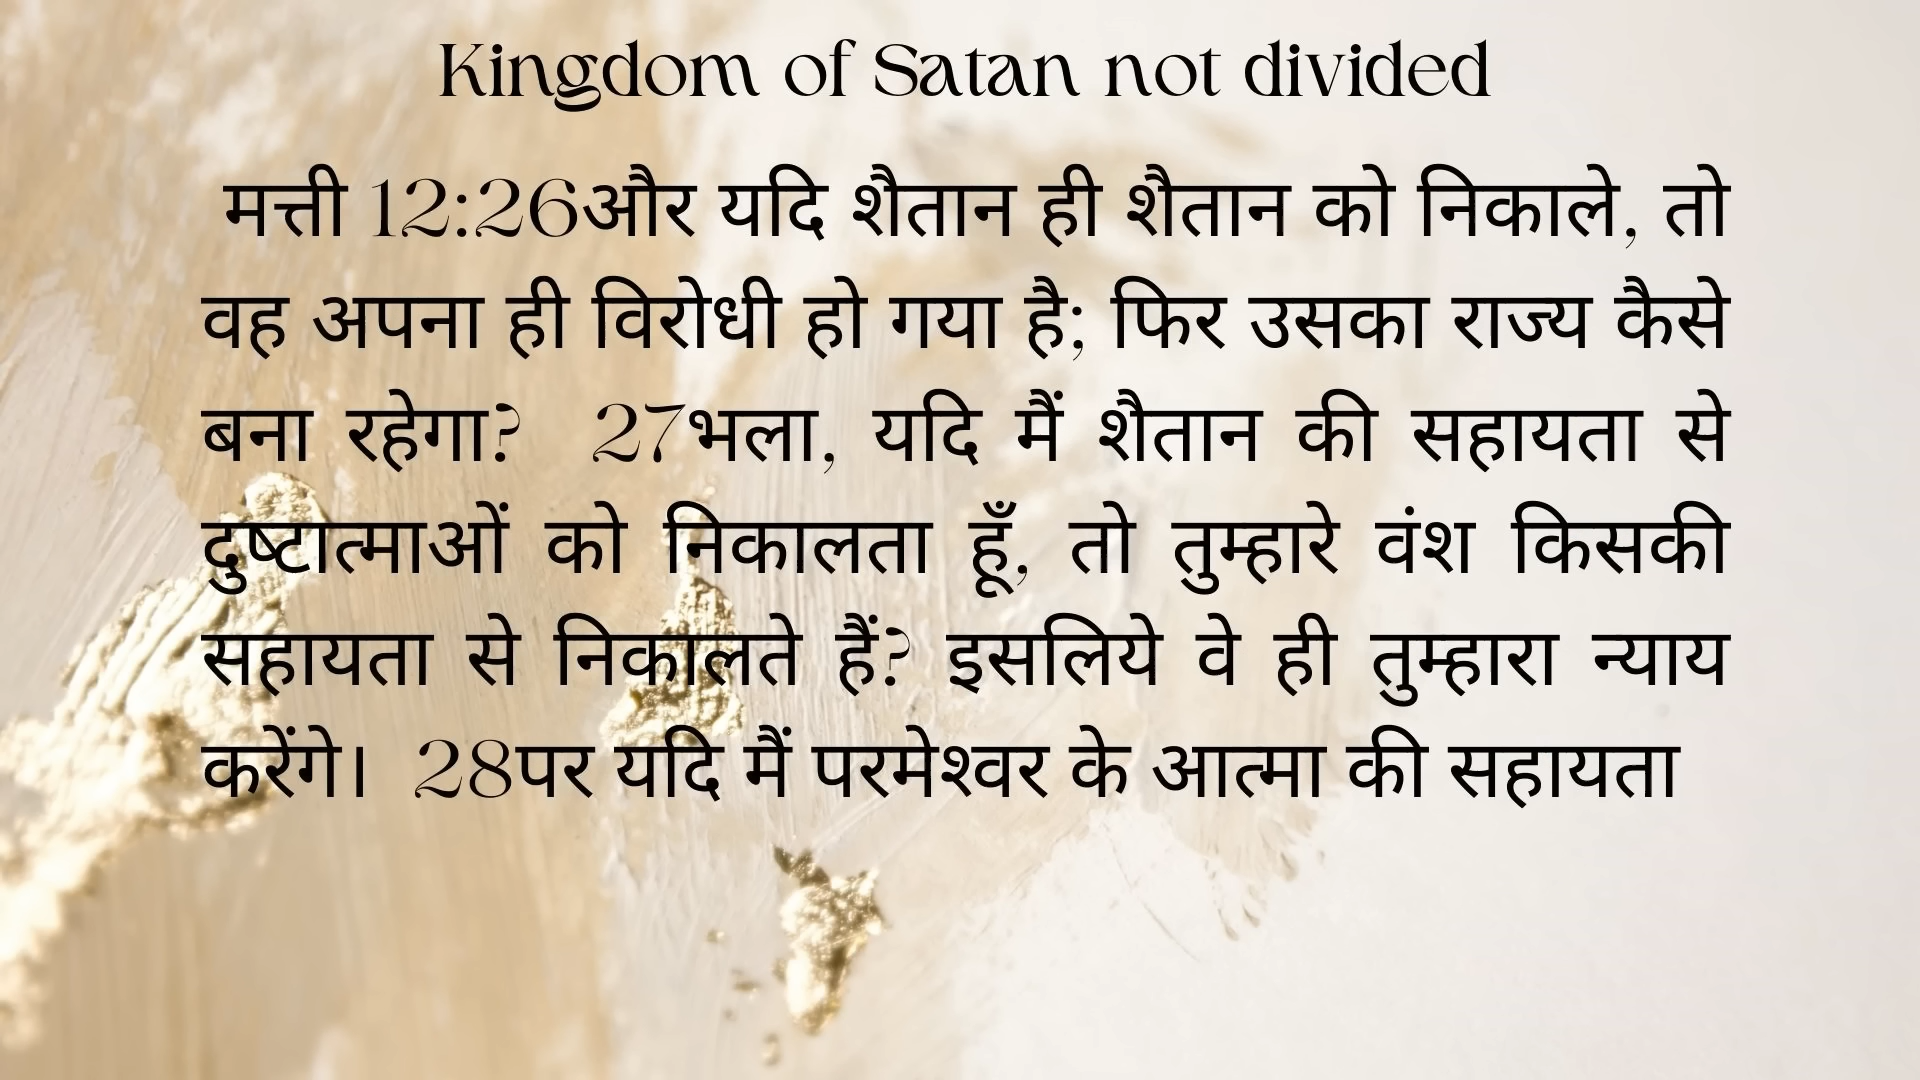 Kingdom of Satan not divided
मत्ती 12:26और यदि शैतान ही शैतान को निकाले, तो
वह अपना ही विरोधी हो गया है; फिर उसका राज्य कैसे
बना रहेगा? 27भला, यदि मैं शैतान की सहायता से
दुष्टात्माओं को निकालता हूँ, तो तुम्हारे वंश किसकी
सहायता से निकालते हैं? इसलिये वे ही तुम्हारा न्याय
करेंगे। 28पर यदि मैं परमेश्वर के आत्मा की सहायता